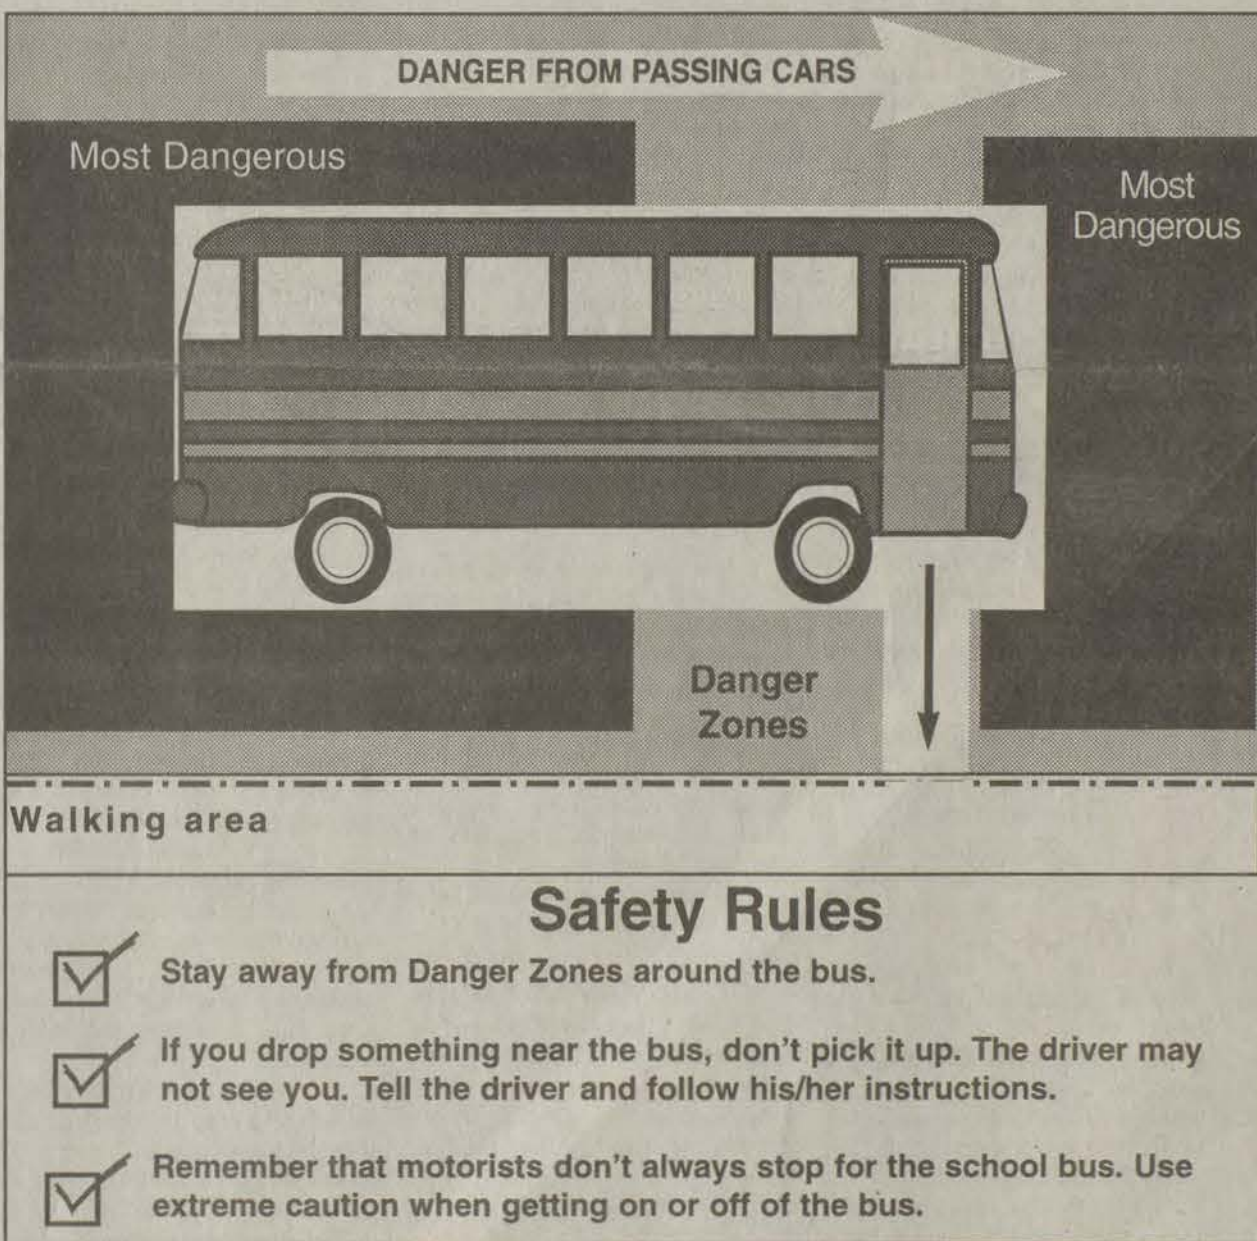 DANGER FROM PASSING CARS
Most Dangerous
Most
Dangerous
Danger
Zones
Walking area
Safety Rules
Stay away from Danger Zones around the bus.
If you drop something near the bus, don't pick it up. The driver may
not see you. Tell the driver and follow his/her instructions.
Remember that motorists don't always stop for the school bus. Use
extreme caution when getting on or off of the bus.